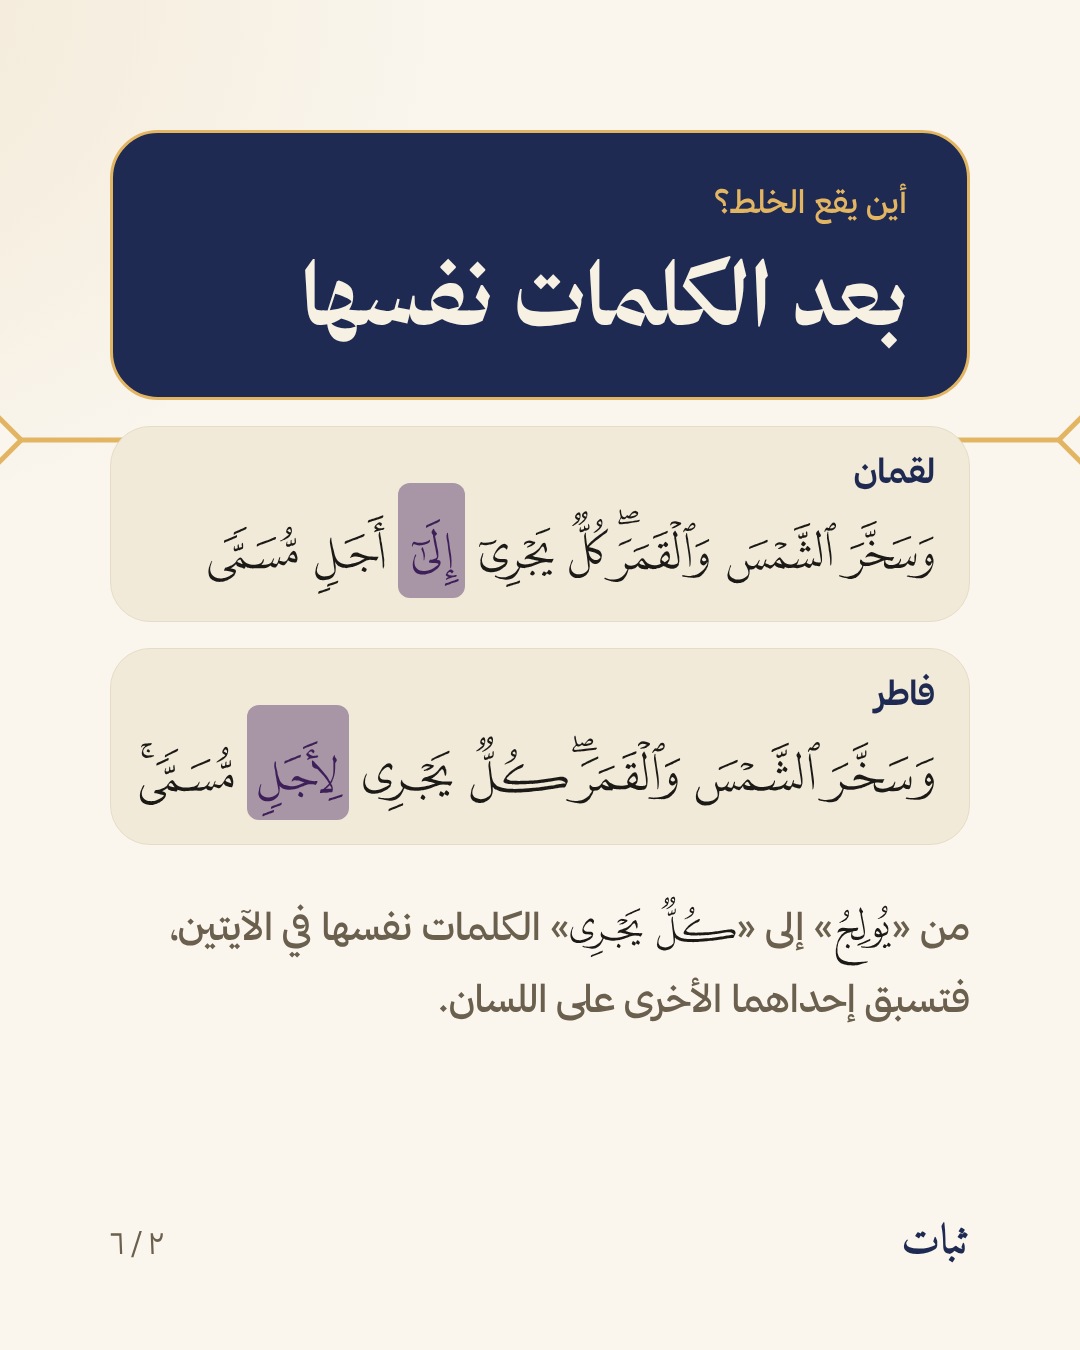 أين يقع الخلط؟
بعد الكلمات نفسها
لقمان
وَسَخَّرَ ٱلشَّمْسَ وَٱلْقَمَرَۖ كُلٌّ يَجْرِىٓ إِلَىٰٓ أَجَلٍ مُّسَمًّى
فاطر
وَسَخَّرَ ٱلشَّمْسَ وَٱلْقَمَرَۖ كُلٌّ يَجْرِى لِأَجَلٍ مُّسَمًّىۚ
من «يُولِجُ» إلى «كُلٌّ يَجْرِى» الكلمات نفسها في الآيتين،
فتسبق إحداهما الأخرى على اللسان.
ثبات
٢ / ٦